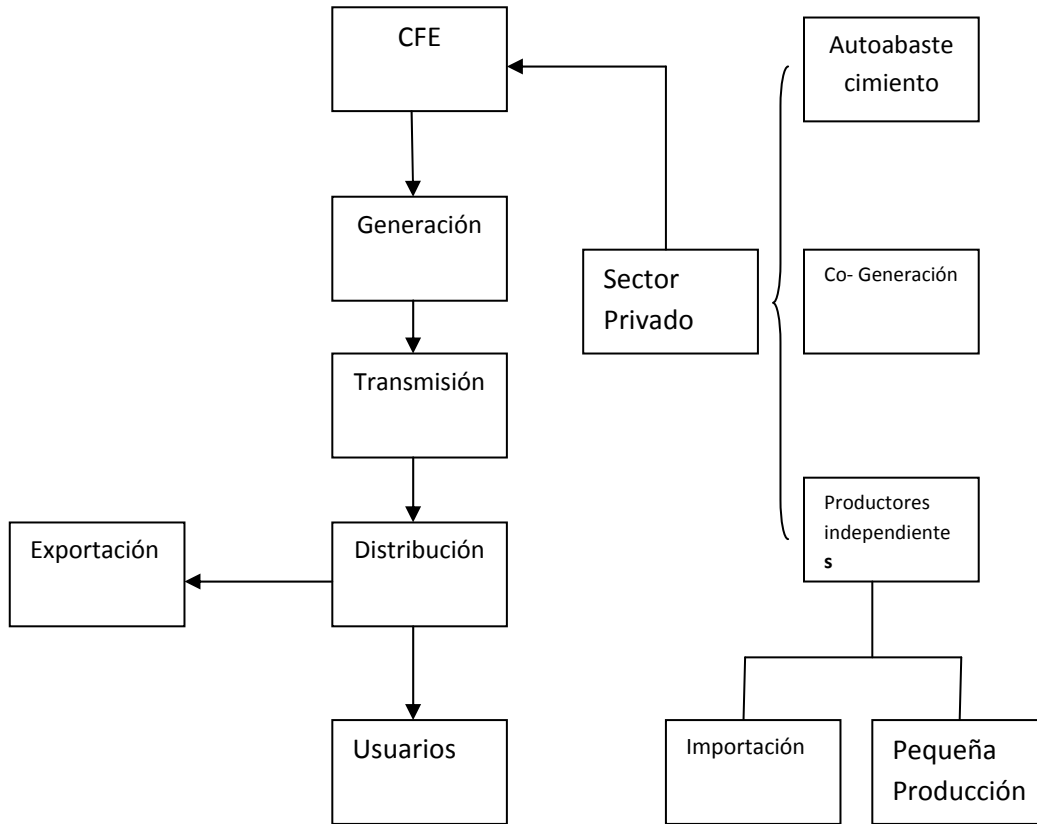 CFE
Autoabaste
cimiento
Generación
Sector
Privado
Co- Generación
Transmisión
Productores
independiente
s
Exportación
Distribución
Usuarios
Importación
Pequeña
Producción